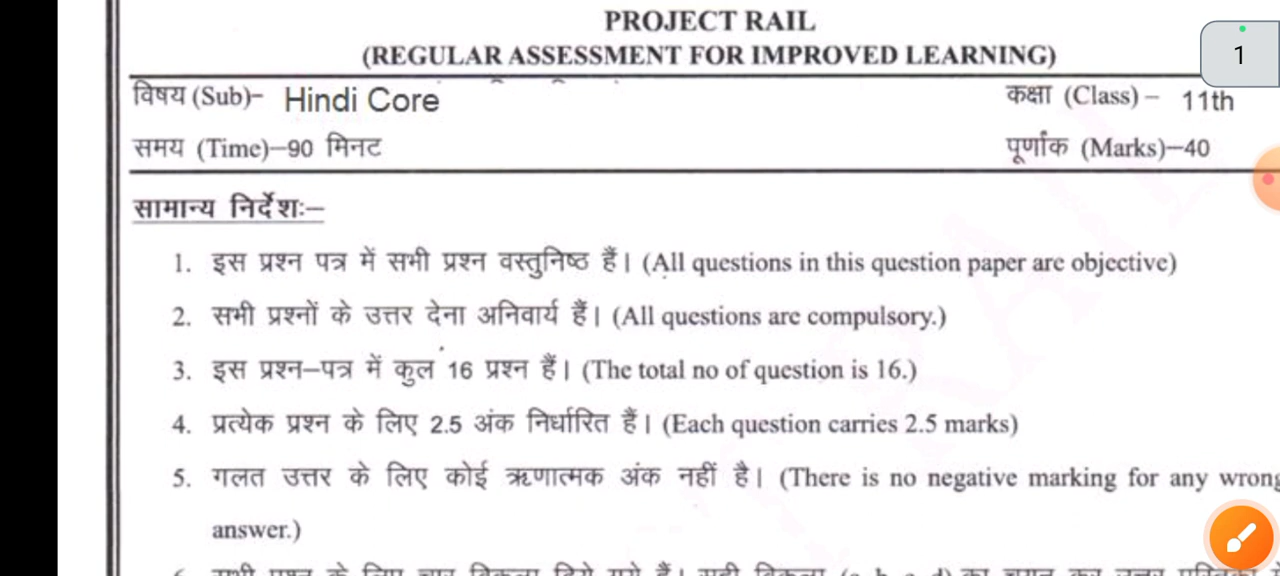 PROJECT RAIL
(REGULAR ASSESSMENT FOR IMPROVED LEARNING)
1
विषय (Sub)- Hindi Core कक्षा (Class) – 11th
समय (Time)–90 मिनट पूर्णांक (Marks)–40
सामान्य निर्देशः–
1. इस प्रश्न पत्र में सभी प्रश्न वस्तुनिष्ठ हैं। (All questions in this question paper are objective)
2. सभी प्रश्नों के उत्तर देना अनिवार्य हैं। (All questions are compulsory.)
3. इस प्रश्न–पत्र में कुल 16 प्रश्न हैं। (The total no of question is 16.)
4. प्रत्येक प्रश्न के लिए 2.5 अंक निर्धारित हैं। (Each question carries 2.5 marks)
5. गलत उत्तर के लिए कोई ऋणात्मक अंक नहीं है। (There is no negative marking for any wrong
answer.)